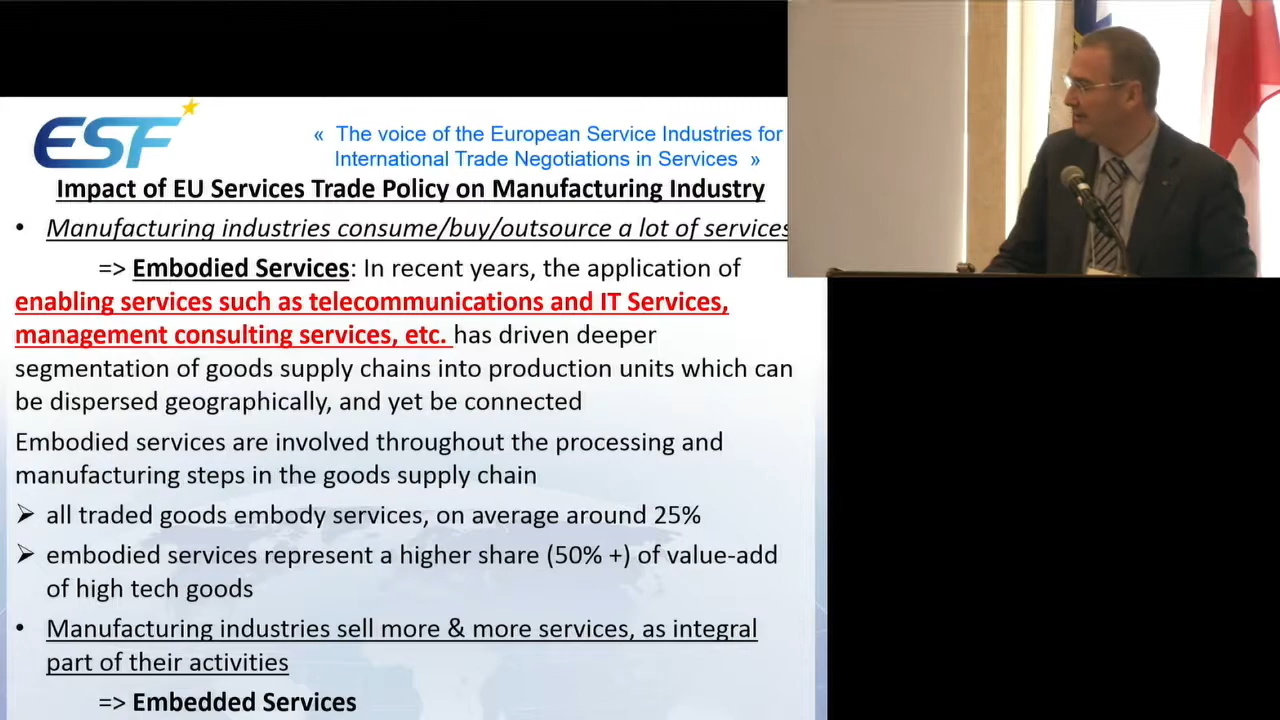 ESF
« The voice of the European Service Industries for
International Trade Negotiations in Services »
Impact of EU Services Trade Policy on Manufacturing Industry
• Manufacturing industries consume/buy/outsource a lot of services
=> Embodied Services: In recent years, the application of
enabling services such as telecommunications and IT Services,
management consulting services, etc. has driven deeper
segmentation of goods supply chains into production units which can
be dispersed geographically, and yet be connected
Embodied services are involved throughout the processing and
manufacturing steps in the goods supply chain
➢ all traded goods embody services, on average around 25%
➢ embodied services represent a higher share (50% +) of value-add
of high tech goods
• Manufacturing industries sell more & more services, as integral
part of their activities
=> Embedded Services